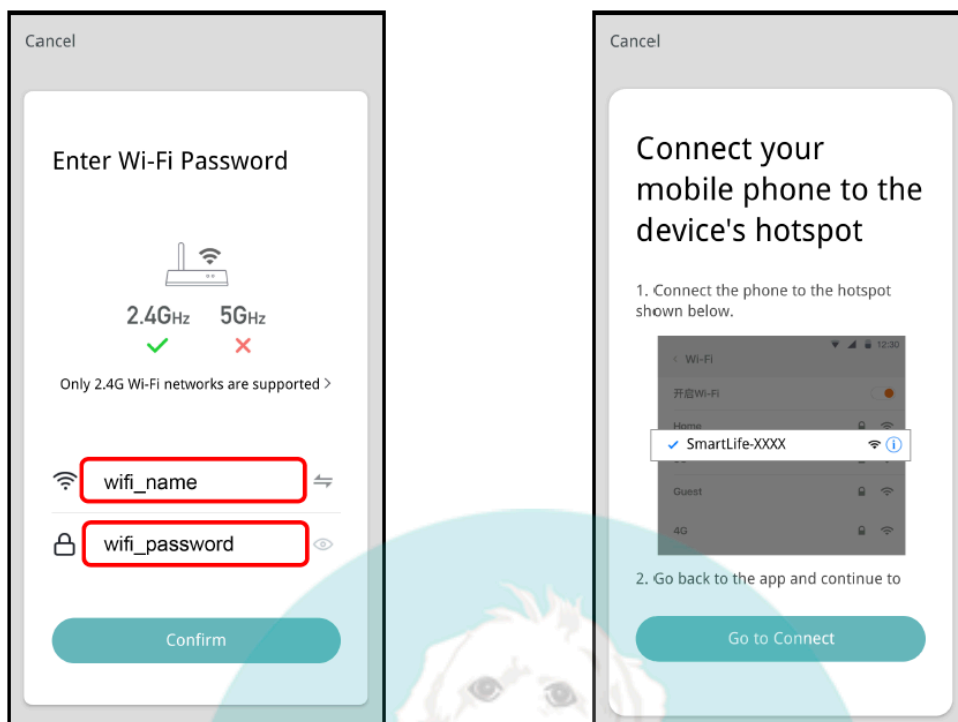 Cancel
Enter Wi-Fi Password
2.4GHz 5GHz
Only 2.4G Wi-Fi networks are supported >
wifi_name
wifi_password
Confirm
Cancel
Connect your
mobile phone to the
device's hotspot
1. Connect the phone to the hotspot
shown below.
12:30
< Wi-Fi
开启Wi-Fi
Home
SmartLife-XXXX
Guest
4G
2. Go back to the app and continue to
Go to Connect